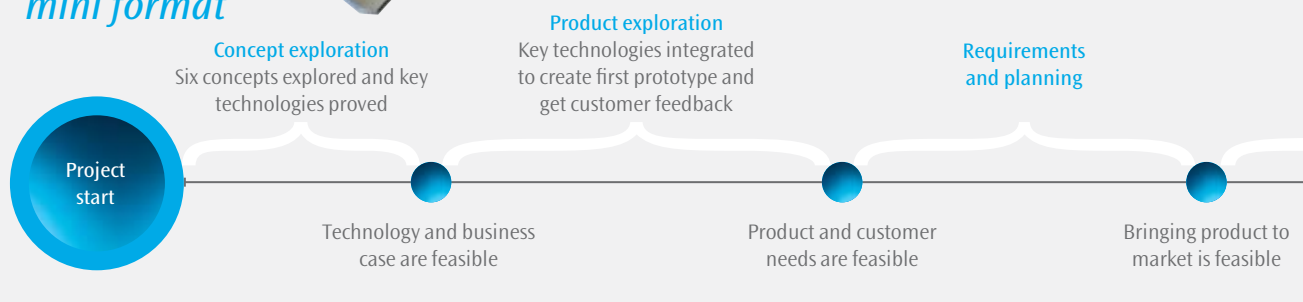 mini format
Concept exploration
Six concepts explored and key
technologies proved
Product exploration
Key technologies integrated
to create first prototype and
get customer feedback
Requirements
and planning
Project
start
Technology and business
case are feasible
Product and customer
needs are feasible
Bringing product to
market is feasible